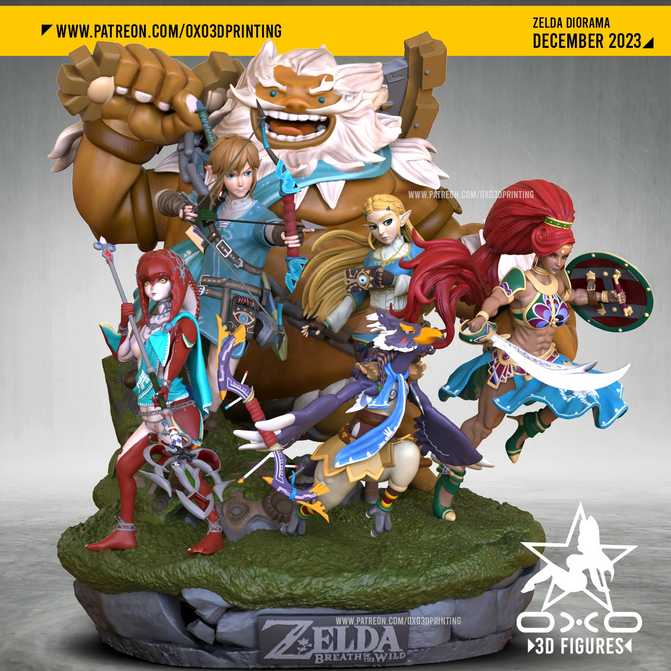 WWW.PATREON.COM/OXO3DPRINTING
ZELDA DIORAMA
DECEMBER 2023
WWW.PATREON.COM/OXO3DPRINTING
WWW.PATREON.COM/OXO3DPRINTING
ZELDA
BREATH OF THE WILD
OXO
3D FIGURES